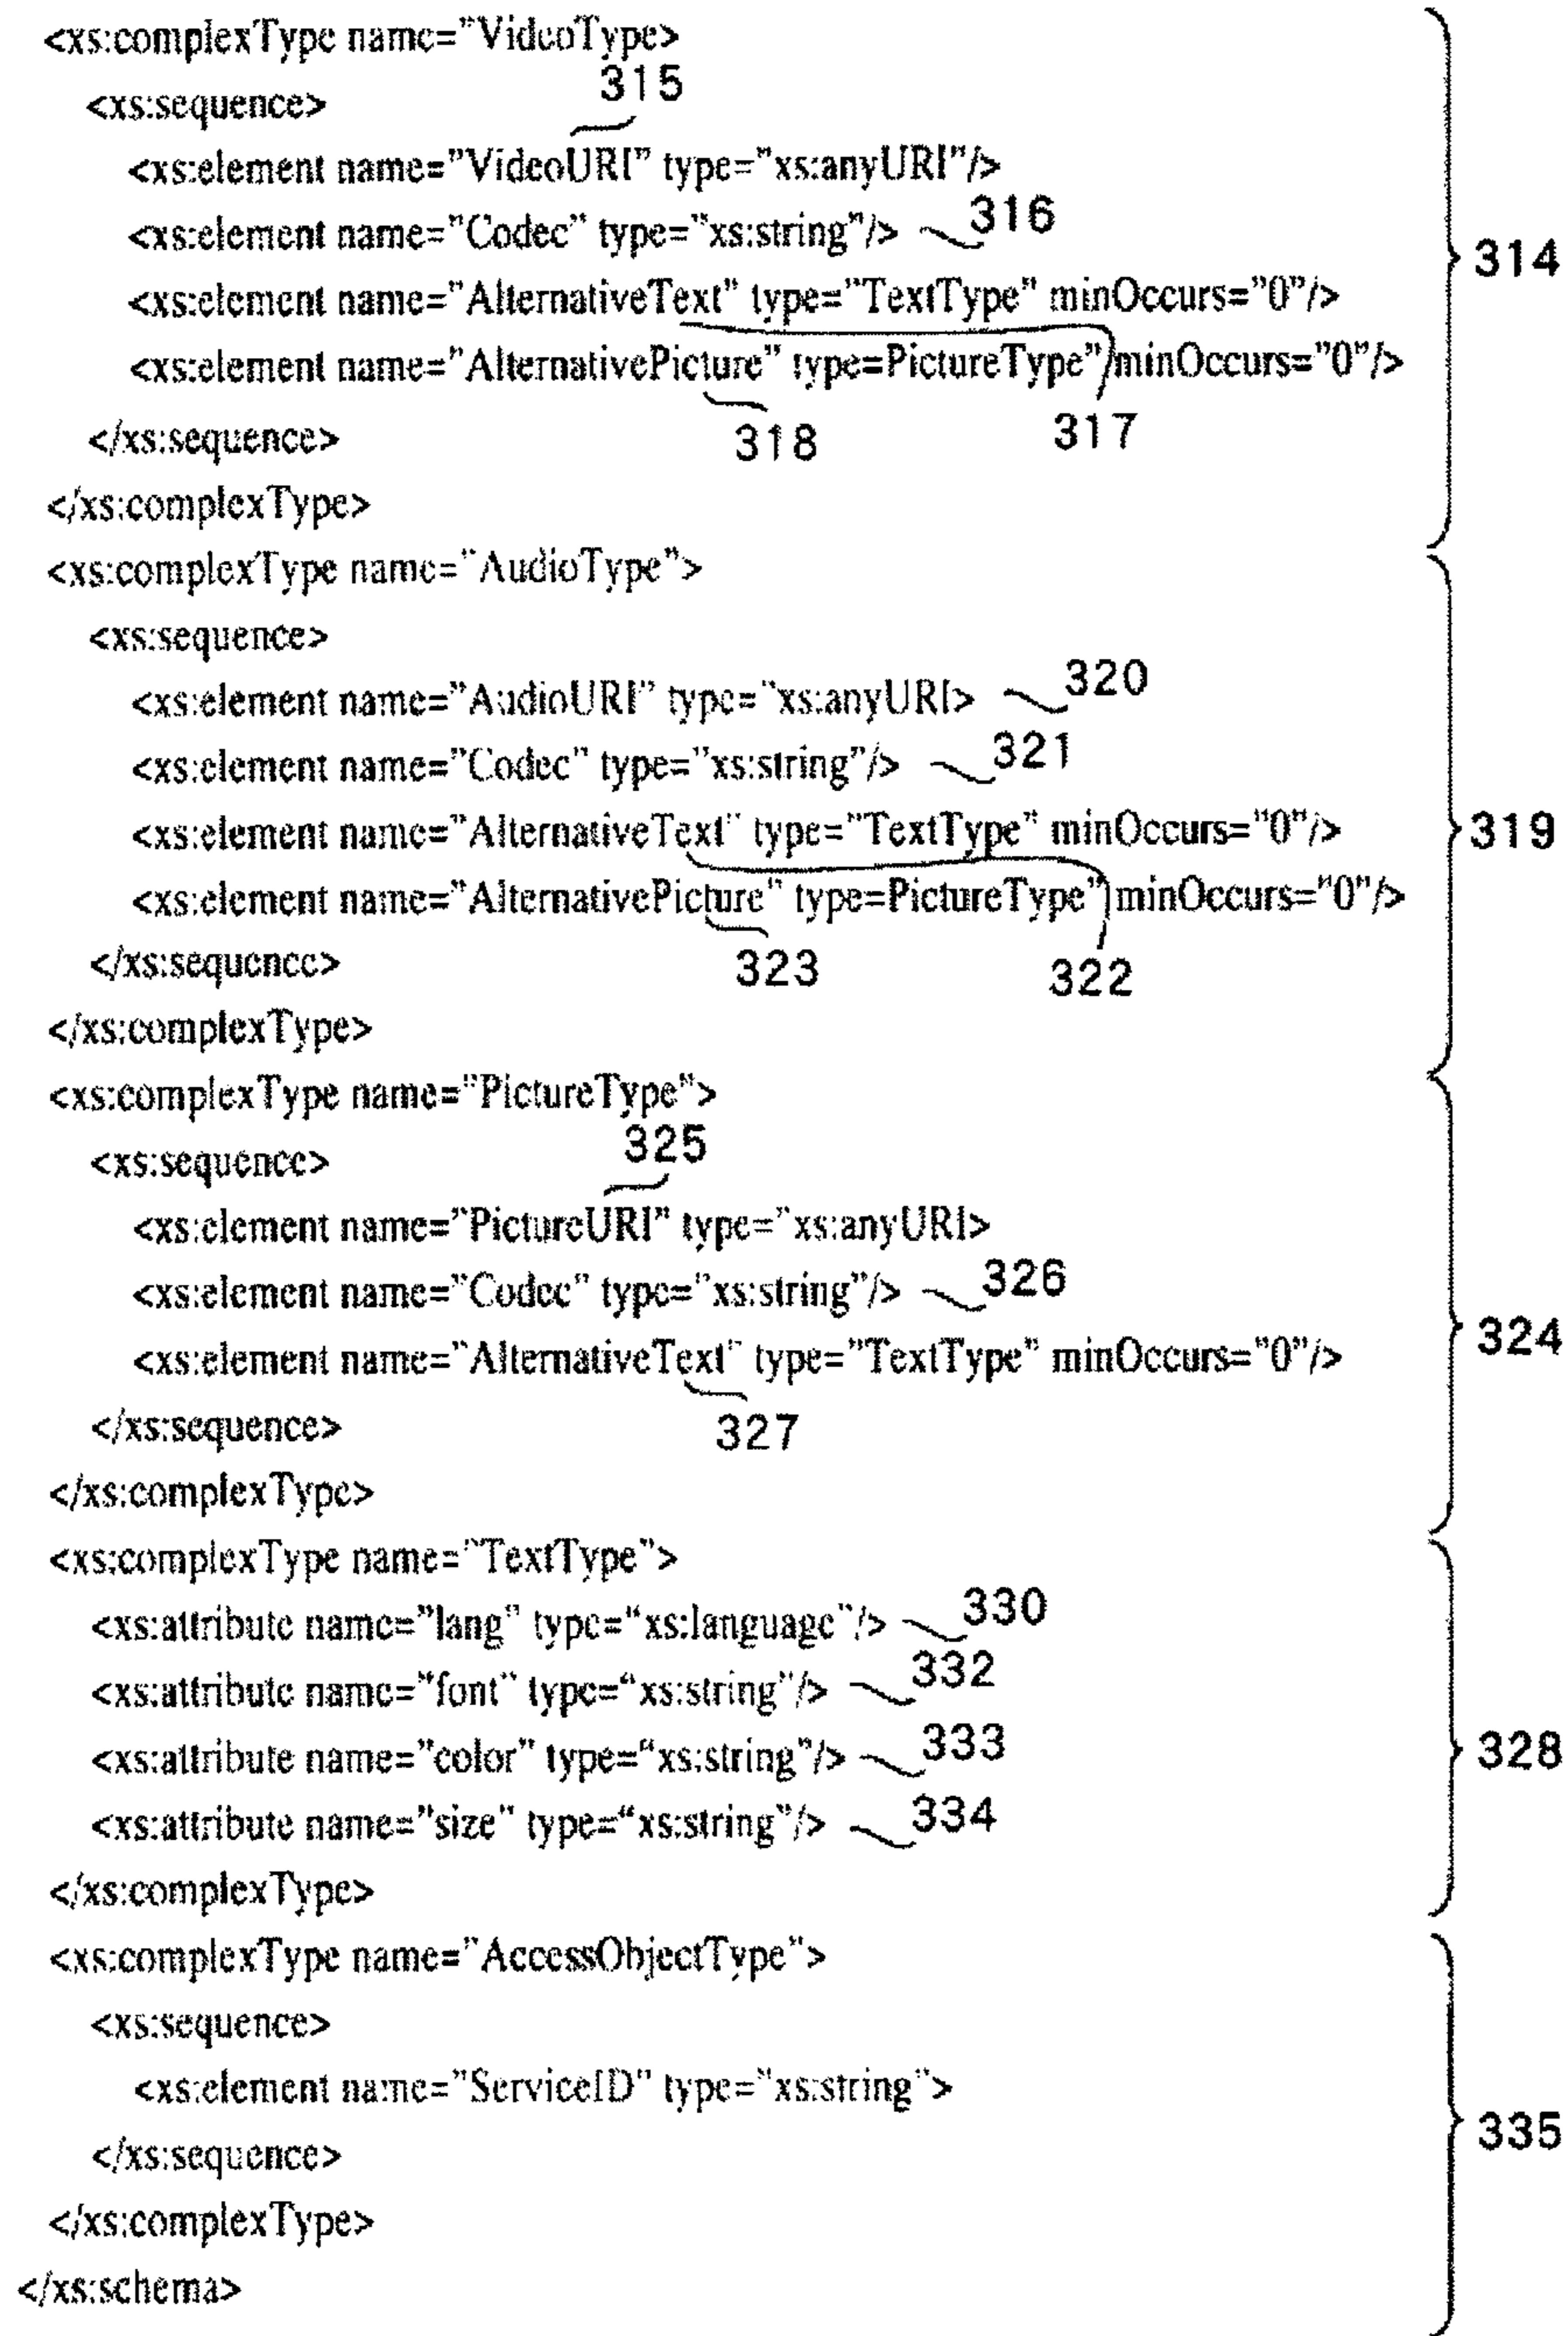 <xs:complexType name="VideoType>
315
<xs:sequence>
<xs:element name="VideoURI" type="xs:anyURI"/>
<xs:element name="Codec" type="xs:string"/> 316
<xs:element name="AlternativeText" type="TextType" minOccurs="0"/>
314
<xs:element name="AlternativePicture" type=PictureType" minOccurs="0"/>
</xs:sequence> 318 317
</xs:complexType>
<xs:complexType name="AudioType">
<xs:sequence>
<xs:element name="AudioURI" type="xs:anyURI> 320
<xs:element name="Codec" type="xs:string"/> 321
<xs:element name="AlternativeText" type="TextType" minOccurs="0"/> 319
<xs:element name="AlternativePicture" type=PictureType" minOccurs="0"/>
</xs:sequence> 323 322
</xs:complexType>
<xs:complexType name="PictureType">
325
<xs:sequence>
<xs:element name="PictureURI" type="xs:anyURI>
<xs:element name="Codec" type="xs:string"/> 326
<xs:element name="AlternativeText" type="TextType" minOccurs="0"/> 324
</xs:sequence> 327
</xs:complexType>
<xs:complexType name="TextType">
<xs:attribute name="lang" type="xs:language"/> 330
<xs:attribute name="font" type="xs:string"/> 332
<xs:attribute name="color" type="xs:string"/> 333 328
<xs:attribute name="size" type="xs:string"/> 334
</xs:complexType>
<xs:complexType name="AccessObjectType">
<xs:sequence>
<xs:element name="ServiceID" type="xs:string">
335
</xs:sequence>
</xs:complexType>
</xs:schema>